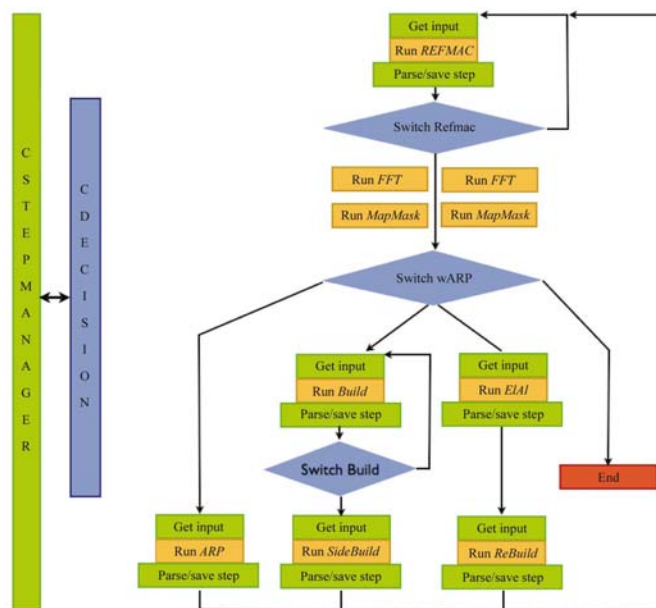 CSTEPMANAGER
CDECISION
Get input
Run REFMAC
Parse/save step
Switch Refmac
Run FFT
Run FFT
Run MapMask
Run MapMask
Switch wARP
Get input
Run Build
Parse/save step
Get input
Run ElAl
Parse/save step
Switch Build
End
Get input
Run ARP
Parse/save step
Get input
Run SideBuild
Parse/save step
Get input
Run ReBuild
Parse/save step